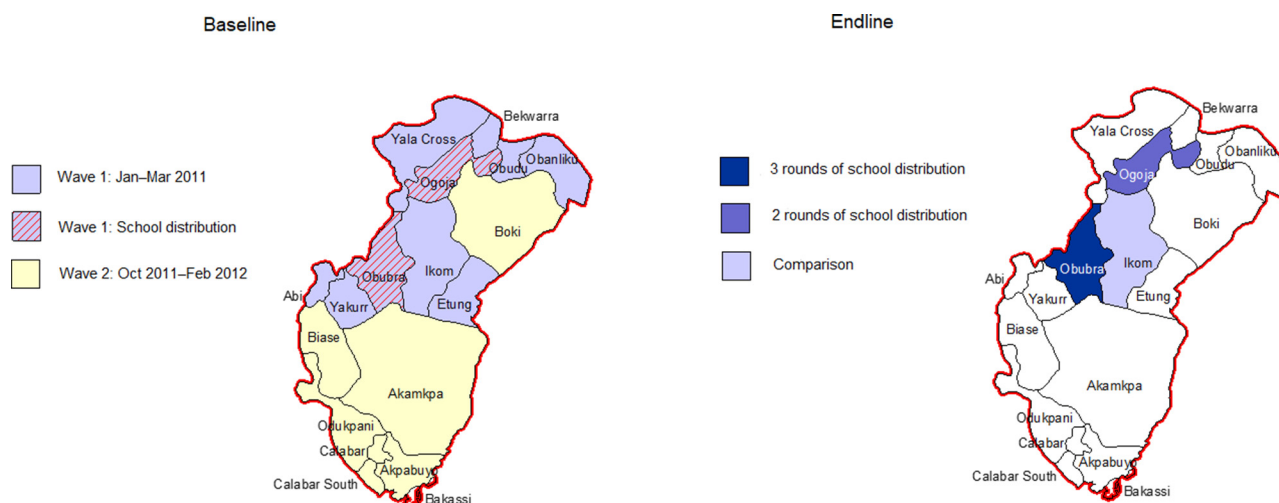 Baseline
Wave 1: Jan–Mar 2011
Wave 1: School distribution
Wave 2: Oct 2011–Feb 2012
Bekwarra
Yala Cross
Obanliku
Obudu
Ogoja
Boki
Ikom
Obubra
Abi
Etung
Yakurr
Biase
Akamkpa
Odukpani
Calabar
Akpabuyo
Calabar South
Bakassi
Endline
3 rounds of school distribution
2 rounds of school distribution
Comparison
Bekwarra
Yala Cross
Obanliku
Obudu
Ogoja
Boki
Ikom
Obubra
Abi
Etung
Yakurr
Biase
Akamkpa
Odukpani
Calabar
Akpabuyo
Calabar South
Bakassi